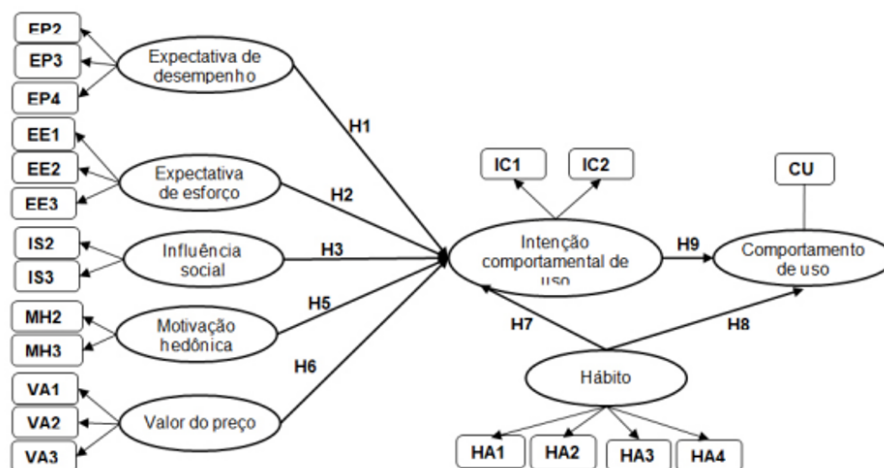 EP2
EP3
EP4
Expectativa de
desempenho
H1
EE1
EE2
EE3
Expectativa
de esforço
H2
IS2
IS3
Influência
social
H3
MH2
MH3
Motivação
hedônica
H5
VA1
VA2
VA3
Valor do preço
H6
IC1
IC2
Intenção
comportamental de
uso
H9
CU
Comportamento
de uso
H7
H8
Hábito
HA1
HA2
HA3
HA4